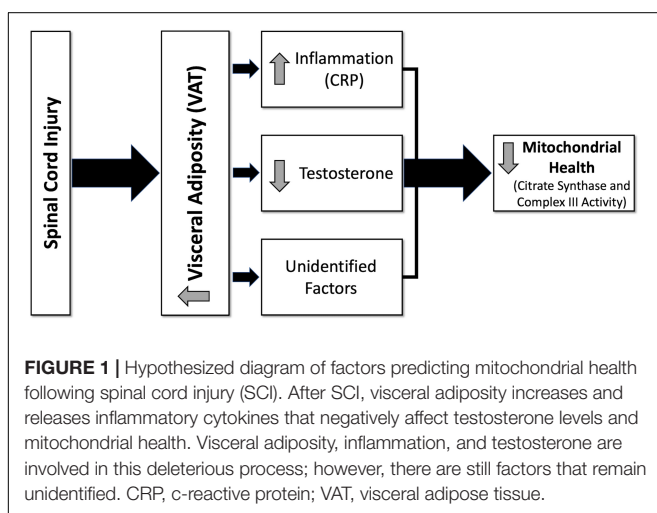 Spinal Cord Injury
Visceral Adiposity (VAT)
Inflammation
(CRP)
Testosterone
Unidentified
Factors
Mitochondrial
Health
(Citrate Synthase and
Complex III Activity)
FIGURE 1 | Hypothesized diagram of factors predicting mitochondrial health
following spinal cord injury (SCI). After SCI, visceral adiposity increases and
releases inflammatory cytokines that negatively affect testosterone levels and
mitochondrial health. Visceral adiposity, inflammation, and testosterone are
involved in this deleterious process; however, there are still factors that remain
unidentified. CRP, c-reactive protein; VAT, visceral adipose tissue.